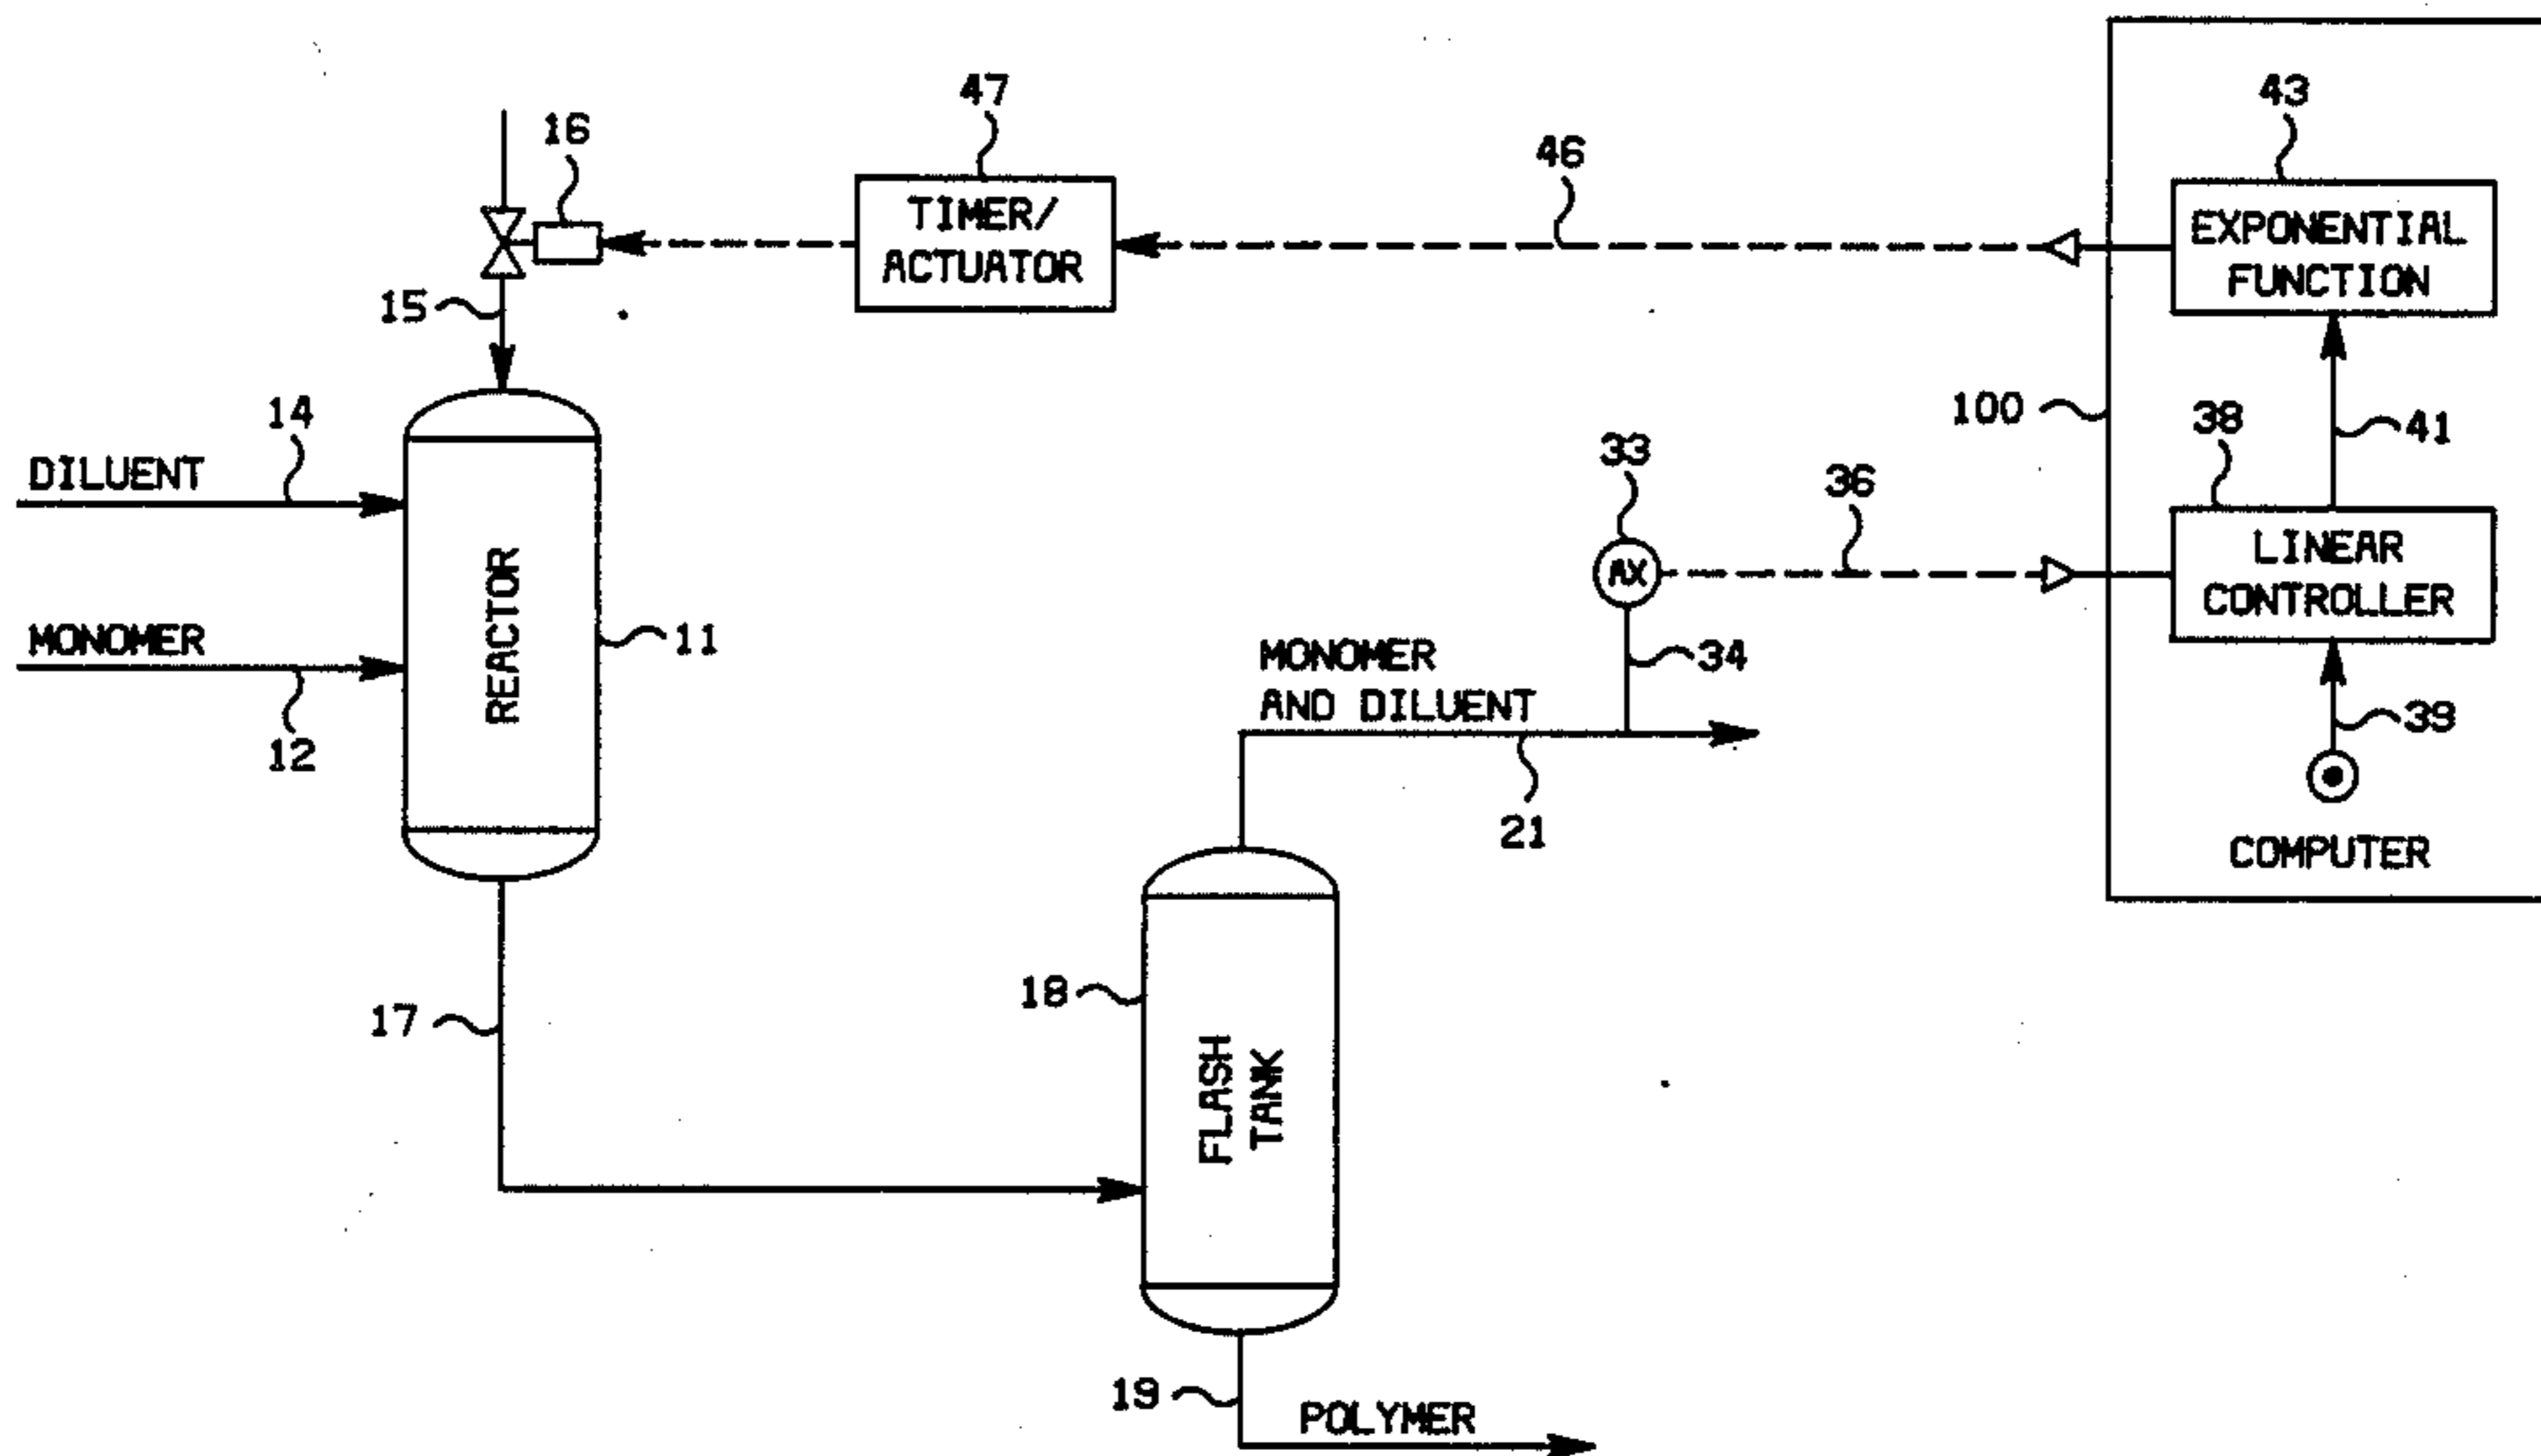 47
43
16
46
TIMER/
ACTUATOR
EXPONENTIAL
FUNCTION
15
14
100
38
41
33
36
DILUENT
LINEAR
CONTROLLER
REACTOR
MONOMER
11
MONOMER
AND DILUENT
34
39
12
21
COMPUTER
18
17
FLASH
TANK
19
POLYMER
AX